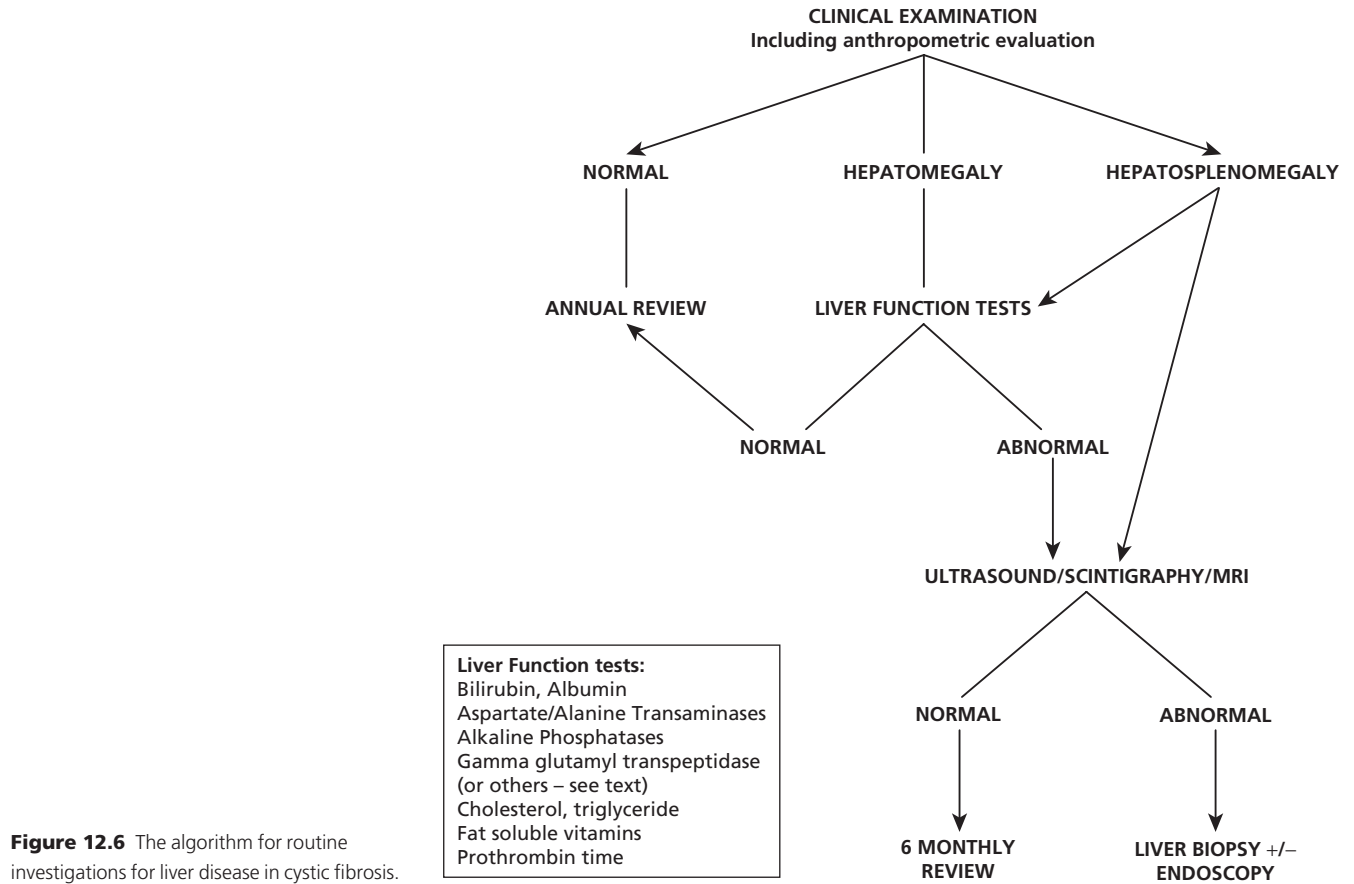 CLINICAL EXAMINATION
Including anthropometric evaluation
NORMAL
HEPATOMEGALY
HEPATOSPLENOMEGALY
ANNUAL REVIEW
LIVER FUNCTION TESTS
NORMAL
ABNORMAL
ULTRASOUND/SCINTIGRAPHY/MRI
NORMAL
ABNORMAL
6 MONTHLY
REVIEW
LIVER BIOPSY +/–
ENDOSCOPY
Liver Function tests:
Bilirubin, Albumin
Aspartate/Alanine Transaminases
Alkaline Phosphatases
Gamma glutamyl transpeptidase
(or others – see text)
Cholesterol, triglyceride
Fat soluble vitamins
Prothrombin time
Figure 12.6 The algorithm for routine
investigations for liver disease in cystic fibrosis.